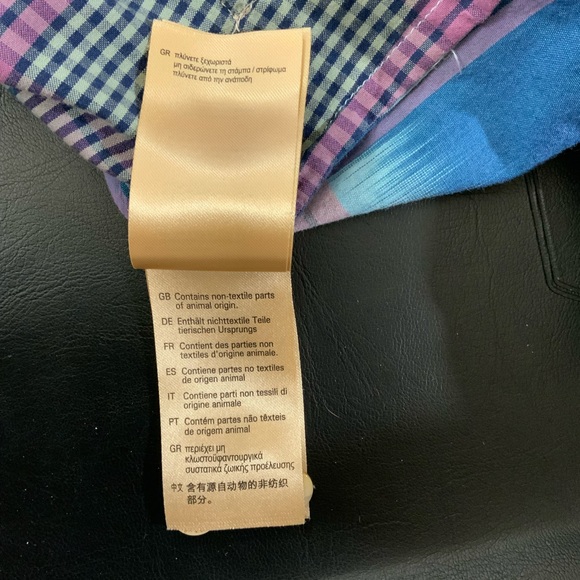 GR πλύνετε ξεχωριστά
μη σιδερώνετε τη στάμπα / στρίφωμα
πλύνετε από την ανάποδη
GB Contains non-textile parts
of animal origin.
DE Enthält nichttextile Teile
tierischen Ursprungs
FR Contient des parties non
textiles d'origine animale.
ES Contiene partes no textiles
de origen animal
IT Contiene parti non tessili di
origine animale
PT Contém partes não têxteis
de origem animal
GR περιέχει μη
κλωστοϋφαντουργικά
συστατικά ζωικής προέλευσης
中文 含有源自动物的非纺织
部分。